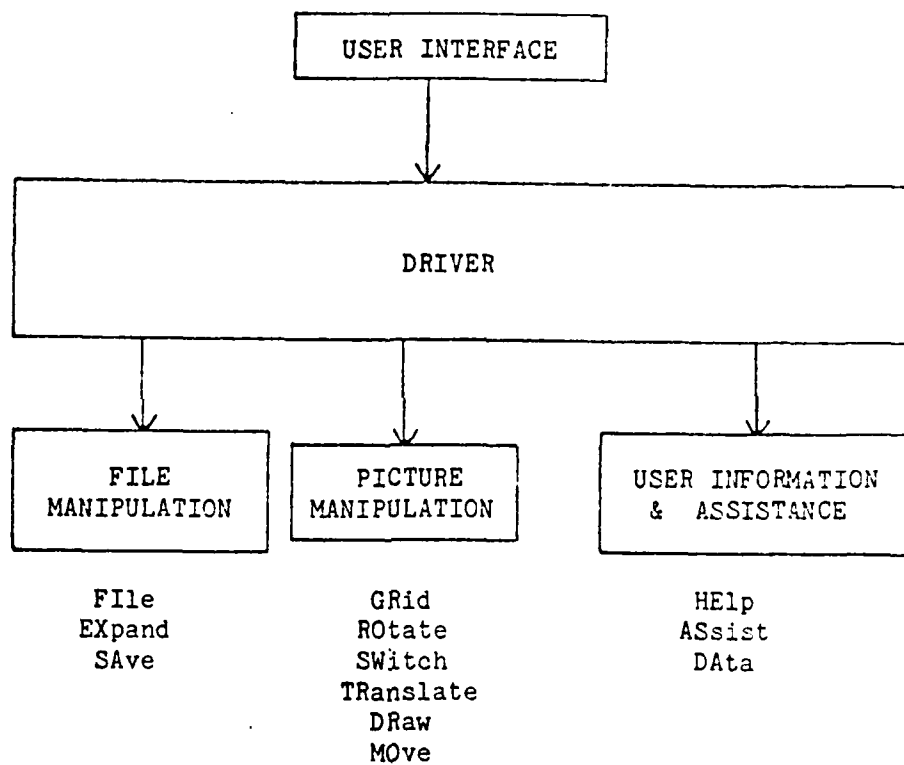 USER INTERFACE
DRIVER
FILE
MANIPULATION
PICTURE
MANIPULATION
USER INFORMATION
& ASSISTANCE
FIle
EXpand
SAve
GRid
ROtate
SWitch
TRanslate
DRaw
MOve
HElp
ASsist
DAta